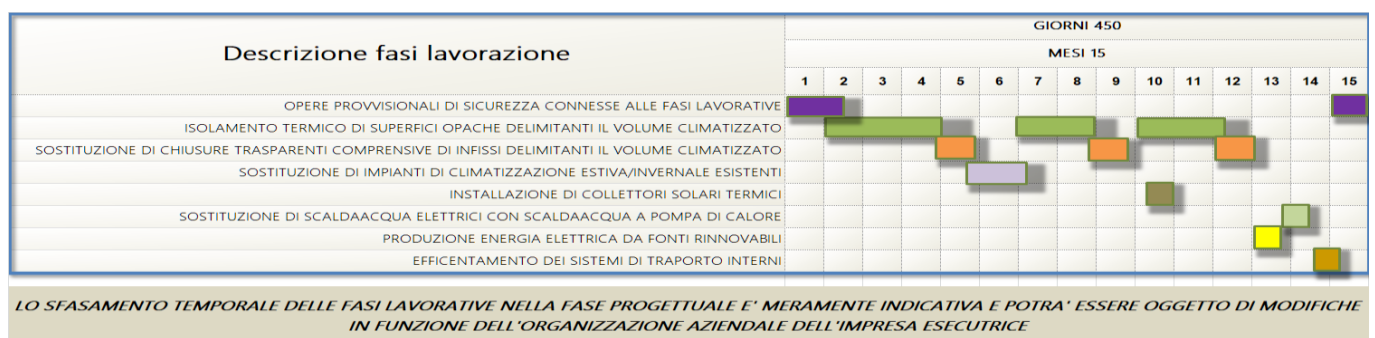 GIORNI 450
Descrizione fasi lavorazione
MESI 15
1 2 3 4 5 6 7 8 9 10 11 12 13 14 15
OPERE PROVVISIONALI DI SICUREZZA CONNESSE ALLE FASI LAVORATIVE
ISOLAMENTO TERMICO DI SUPERFICI OPACHE DELIMITANTI IL VOLUME CLIMATIZZATO
SOSTITUZIONE DI CHIUSURE TRASPARENTI COMPRENSIVE DI INFISSI DELIMITANTI IL VOLUME CLIMATIZZATO
SOSTITUZIONE DI IMPIANTI DI CLIMATIZZAZIONE ESTIVA/INVERNALE ESISTENTI
INSTALLAZIONE DI COLLETTORI SOLARI TERMICI
SOSTITUZIONE DI SCALDAACQUA ELETTRICI CON SCALDAACQUA A POMPA DI CALORE
PRODUZIONE ENERGIA ELETTRICA DA FONTI RINNOVABILI
EFFICENTAMENTO DEI SISTEMI DI TRAPORTO INTERNI
LO SFASAMENTO TEMPORALE DELLE FASI LAVORATIVE NELLA FASE PROGETTUALE E' MERAMENTE INDICATIVA E POTRA' ESSERE OGGETTO DI MODIFICHE
IN FUNZIONE DELL'ORGANIZZAZIONE AZIENDALE DELL'IMPRESA ESECUTRICE